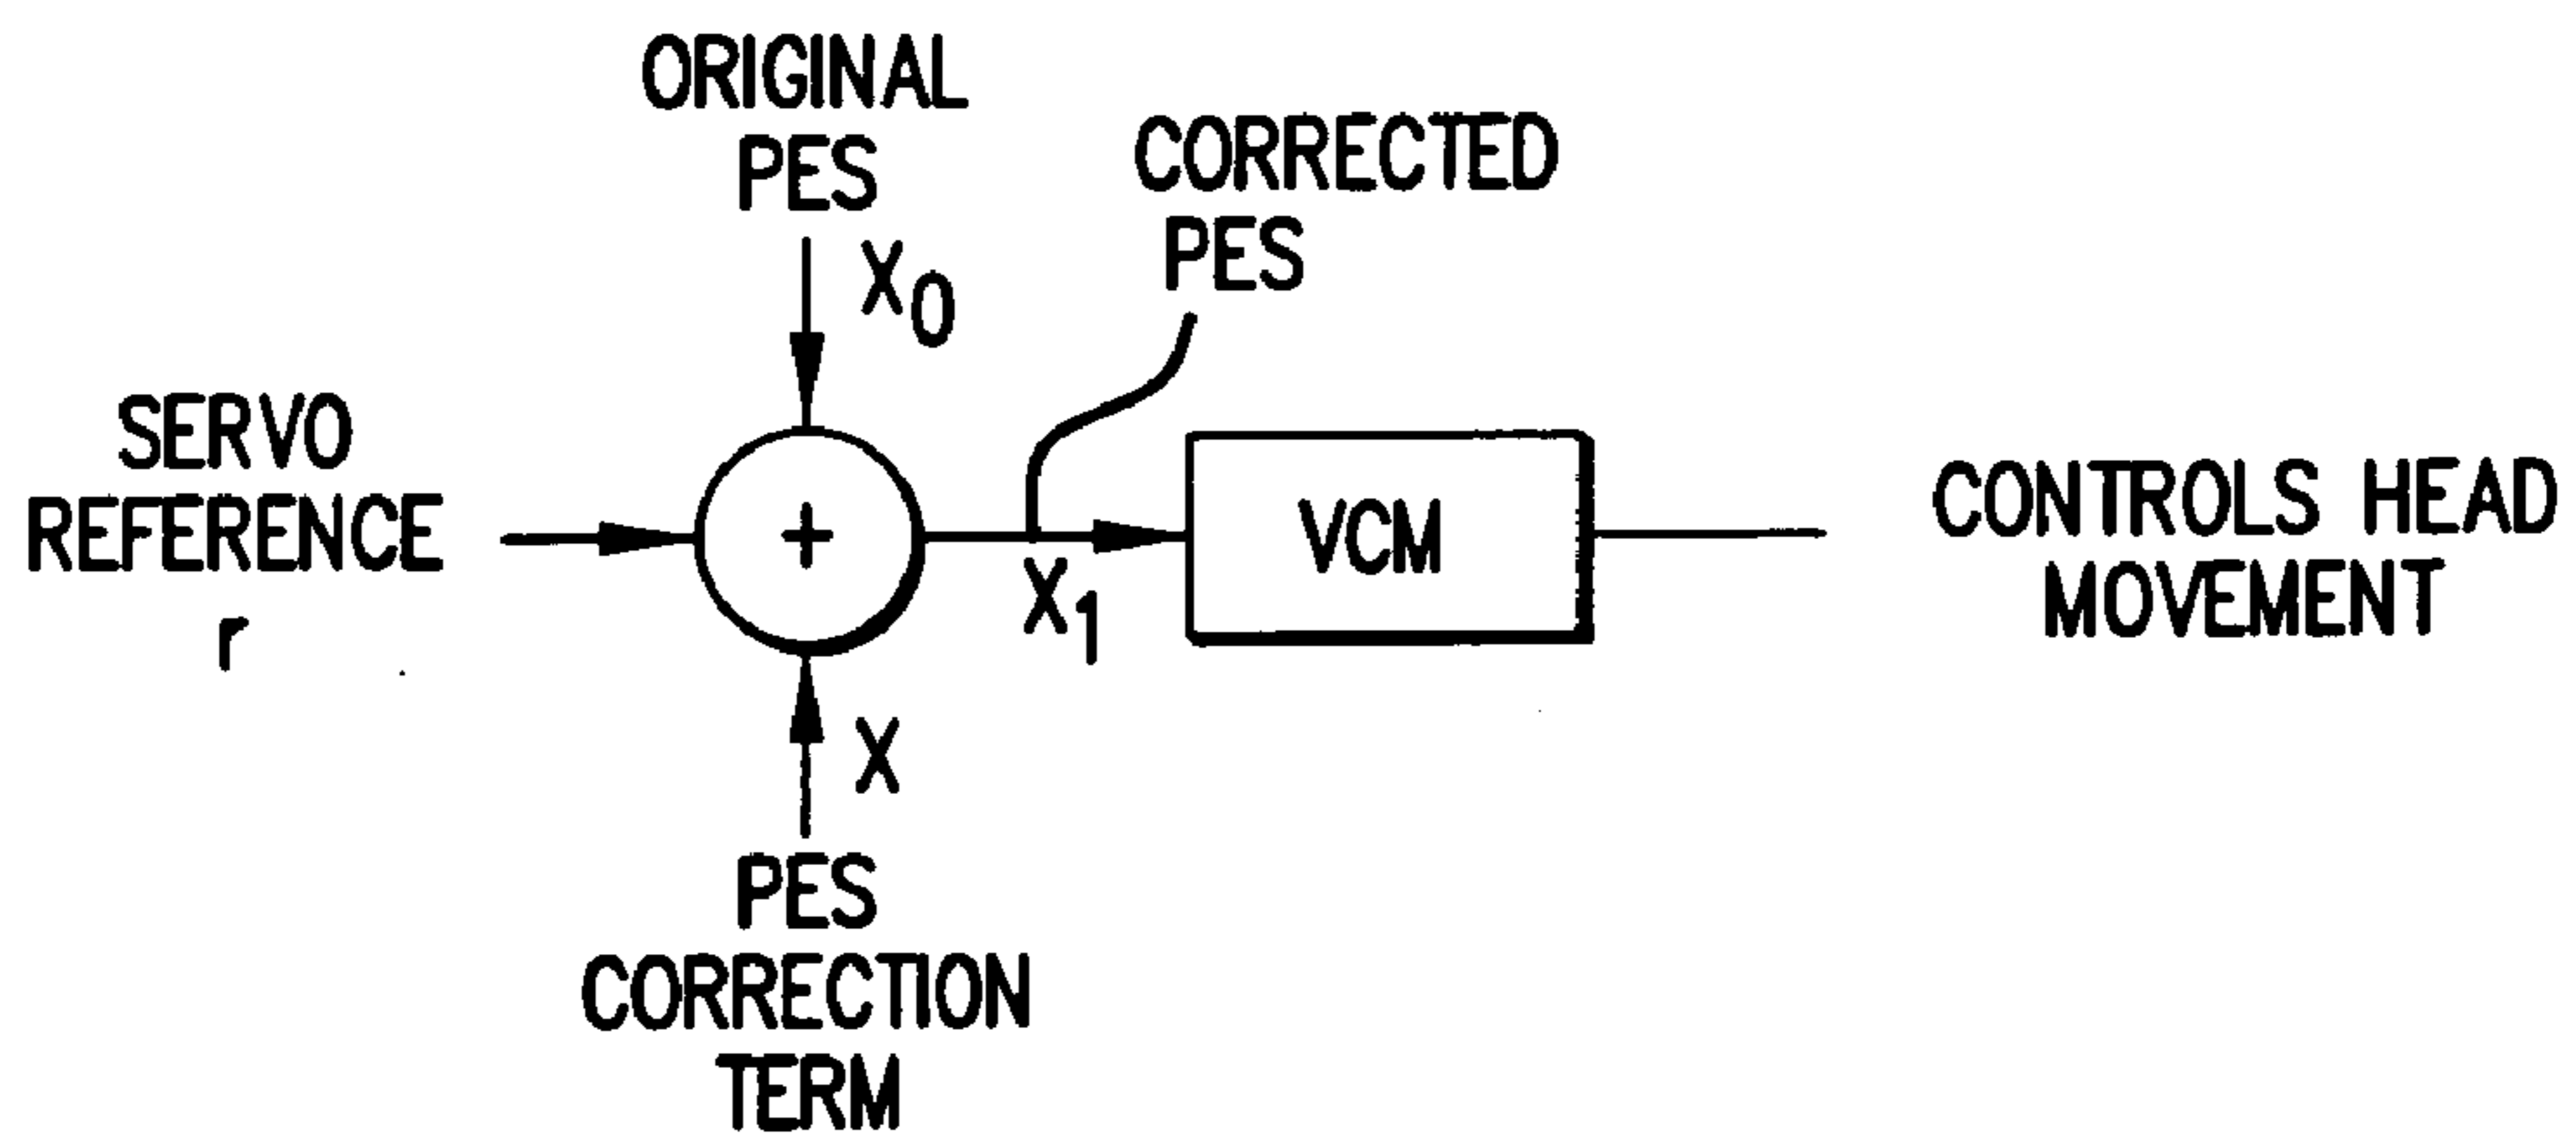 ORIGINAL
PES
X0
CORRECTED
PES
SERVO
REFERENCE
r
+
X1
VCM
CONTROLS HEAD
MOVEMENT
X
PES
CORRECTION
TERM